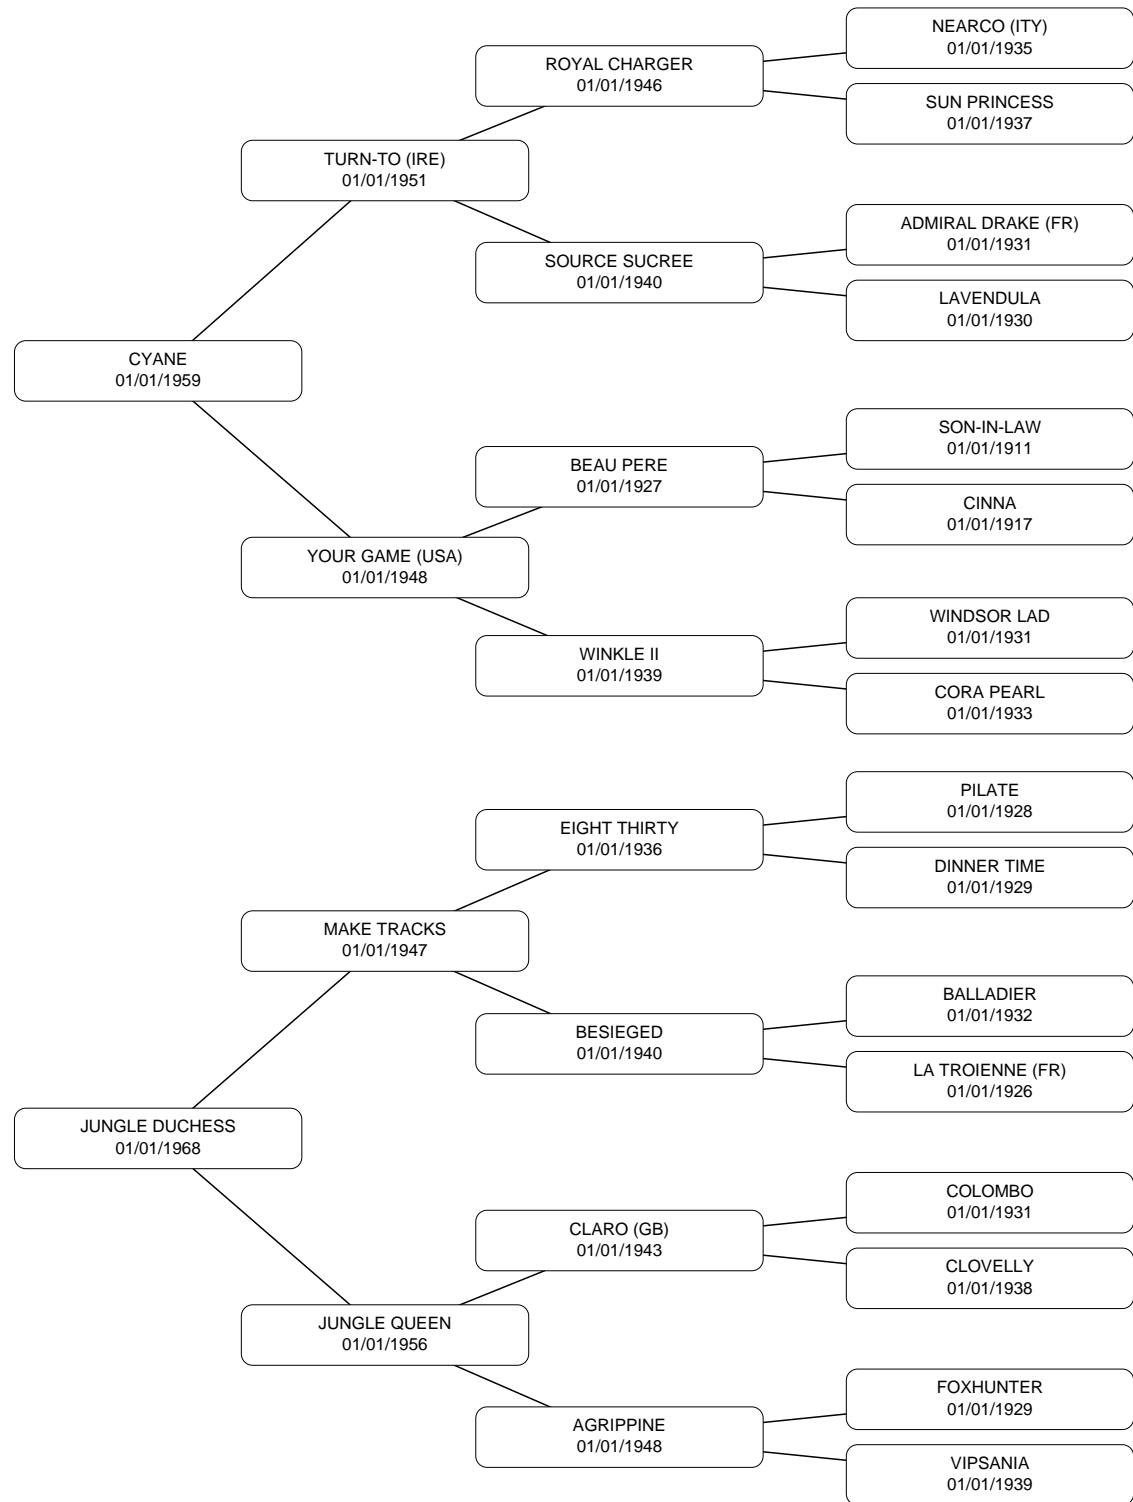 NEARCO (ITY)
01/01/1935
ROYAL CHARGER
01/01/1946
SUN PRINCESS
01/01/1937
TURN-TO (IRE)
01/01/1951
ADMIRAL DRAKE (FR)
01/01/1931
SOURCE SUCREE
01/01/1940
LAVENDULA
01/01/1930
CYANE
01/01/1959
SON-IN-LAW
01/01/1911
BEAU PERE
01/01/1927
CINNA
01/01/1917
YOUR GAME (USA)
01/01/1948
WINDSOR LAD
01/01/1931
WINKLE II
01/01/1939
CORA PEARL
01/01/1933
PILATE
01/01/1928
EIGHT THIRTY
01/01/1936
DINNER TIME
01/01/1929
MAKE TRACKS
01/01/1947
BALLADIER
01/01/1932
BESIEGED
01/01/1940
LA TROIENNE (FR)
01/01/1926
JUNGLE DUCHESS
01/01/1968
COLOMBO
01/01/1931
CLARO (GB)
01/01/1943
CLOVELLY
01/01/1938
JUNGLE QUEEN
01/01/1956
FOXHUNTER
01/01/1929
AGRIPPINE
01/01/1948
VIPSANIA
01/01/1939